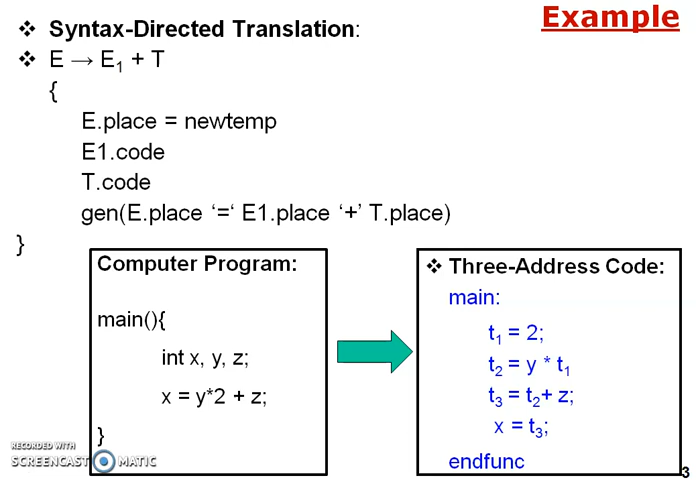 Example
❖ Syntax-Directed Translation:
❖ E → E₁ + T
{
E.place = newtemp
E1.code
T.code
gen(E.place ‘=‘ E1.place ‘+’ T.place)
}
Computer Program:
main(){
int x, y, z;
x = y*2 + z;
}
❖ Three-Address Code:
main:
t₁ = 2;
t₂ = y * t₁
t₃ = t₂+ z;
x = t₃;
endfunc
RECORDED WITH
SCREENCAST MATIC
3